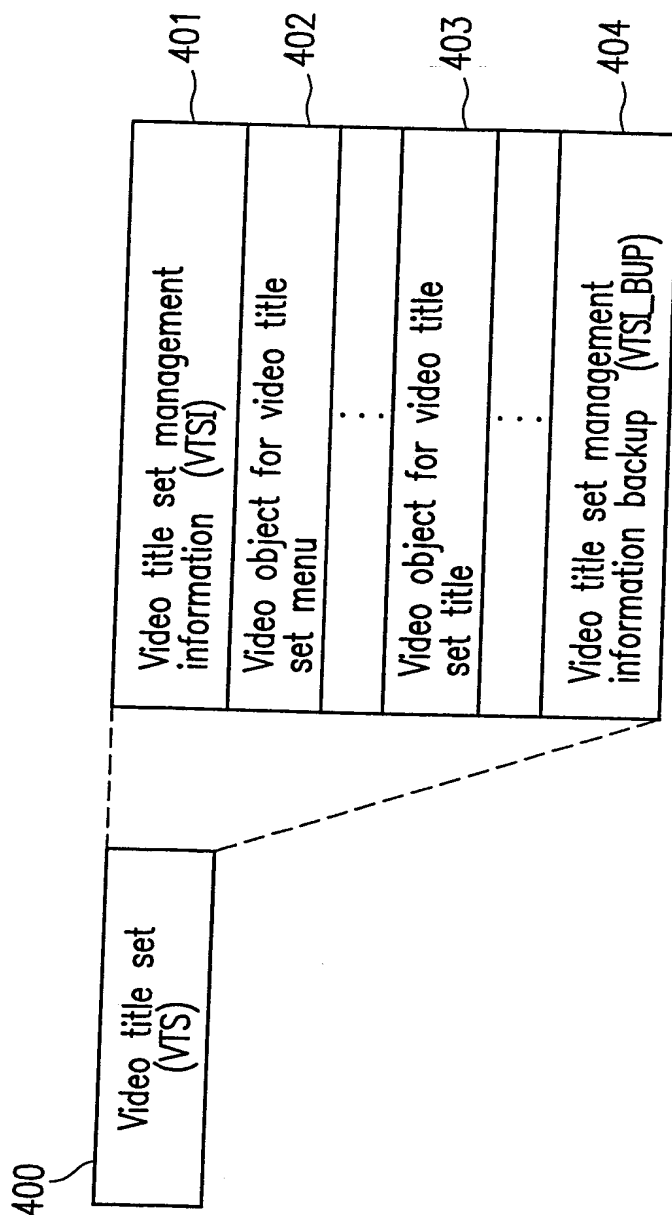 400
Video title set
(VTS)
Video title set management
information (VTSI)
401
Video object for video title
set menu
402
Video object for video title
set title
403
Video title set management
information backup (VTSI_BUP)
404